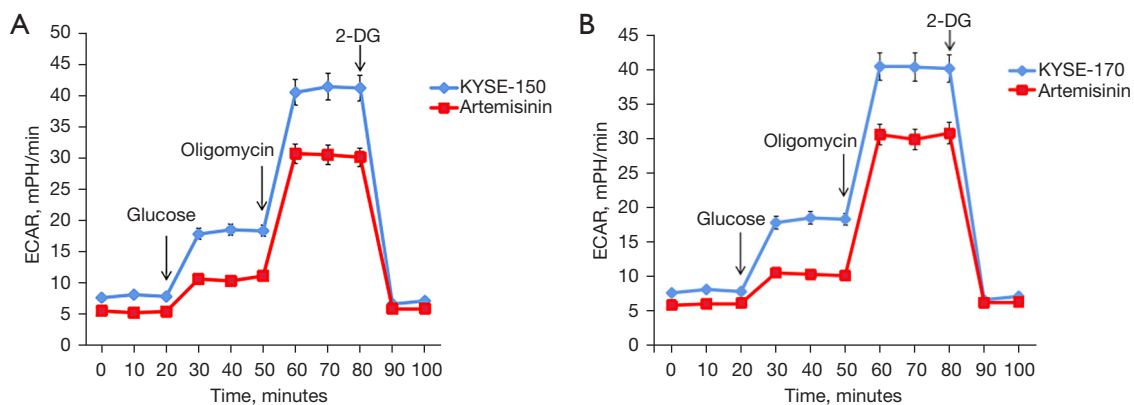 A
50
45
40
35
30
25
20
15
10
5
0
ECAR, mPH/min
Glucose
Oligomycin
2-DG
KYSE-150
Artemisinin
0 10 20 30 40 50 60 70 80 90 100
Time, minutes
B
45
40
35
30
25
20
15
10
5
0
ECAR, mPH/min
Glucose
Oligomycin
2-DG
KYSE-170
Artemisinin
0 10 20 30 40 50 60 70 80 90 100
Time, minutes